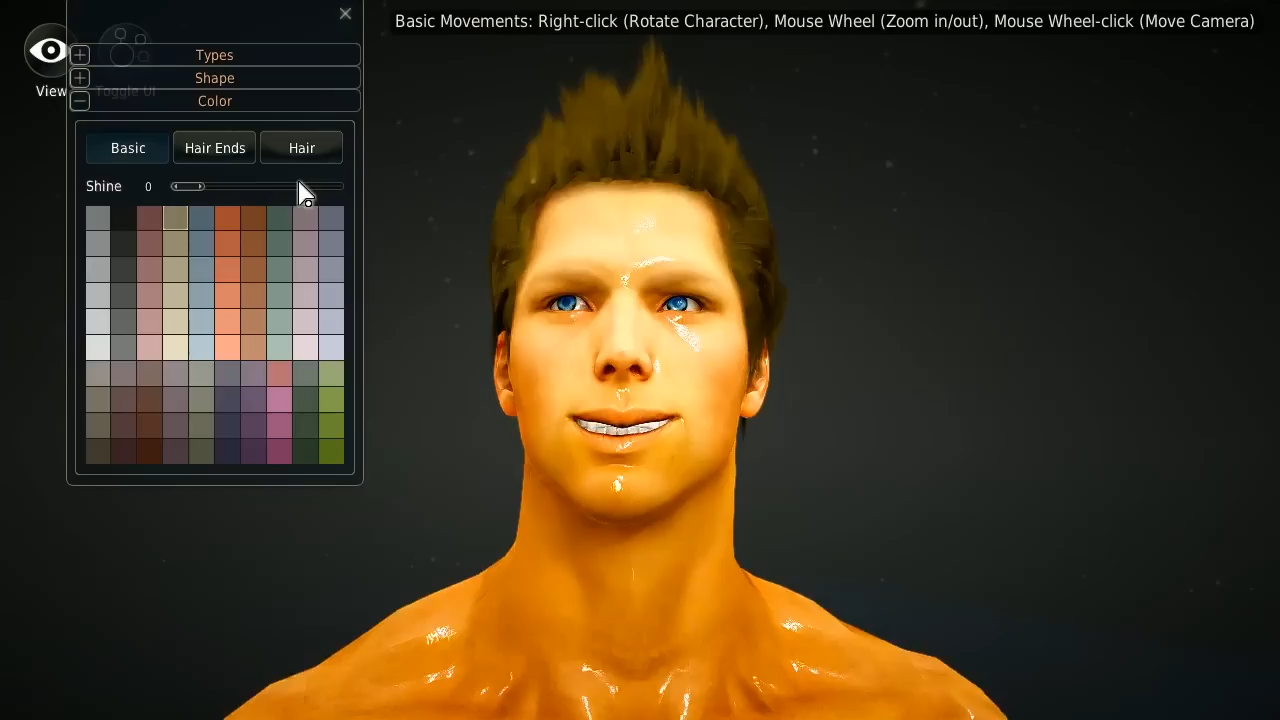 Basic Movements: Right-click (Rotate Character), Mouse Wheel (Zoom in/out), Mouse Wheel-click (Move Camera)
View
Toggle UI
Types
Shape
Color
Basic
Hair Ends
Hair
Shine 0